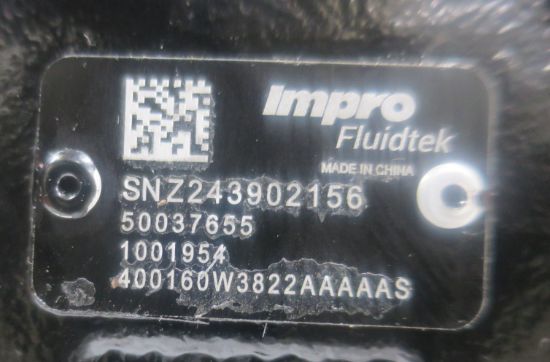 Impro
Fluidtek
MADE IN CHINA
SNZ243902156
50037655
1001954
400160W3822AAAAAS